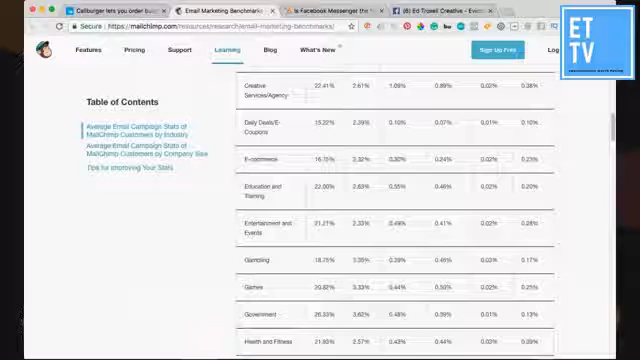 Callburger lets you order bur
Email Marketing Benchmarks
Is Facebook Messenger the "
Ed Troxell Creative - Even
Secure https://mailchimp.com/resources/research/email-marketing-benchmarks/
Features Pricing Support Learning Blog What's New Sign Up Free Log
ET
TV
Table of Contents
Average Email Campaign Stats of
MailChimp Customers by Industry
Average Email Campaign Stats of
MailChimp Customers by Company Size
Tips for Improving Your Stats
Creative
Services/Agency 22.41% 2.61% 1.09% 0.89% 0.02% 0.38%
Daily Deals/E-
Coupons 15.22% 2.39% 0.10% 0.07% 0.01% 0.10%
E-commerce 16.75% 2.32% 0.30% 0.24% 0.02% 0.23%
Education and
Training 22.00% 2.63% 0.55% 0.46% 0.02% 0.20%
Entertainment and
Events 21.21% 2.33% 0.49% 0.41% 0.02% 0.28%
Gambling 18.75% 3.39% 0.39% 0.46% 0.03% 0.17%
Games 20.82% 3.33% 0.44% 0.50% 0.02% 0.25%
Government 26.33% 3.62% 0.48% 0.39% 0.01% 0.13%
Health and Fitness 21.93% 2.57% 0.43% 0.44% 0.03% 0.39%